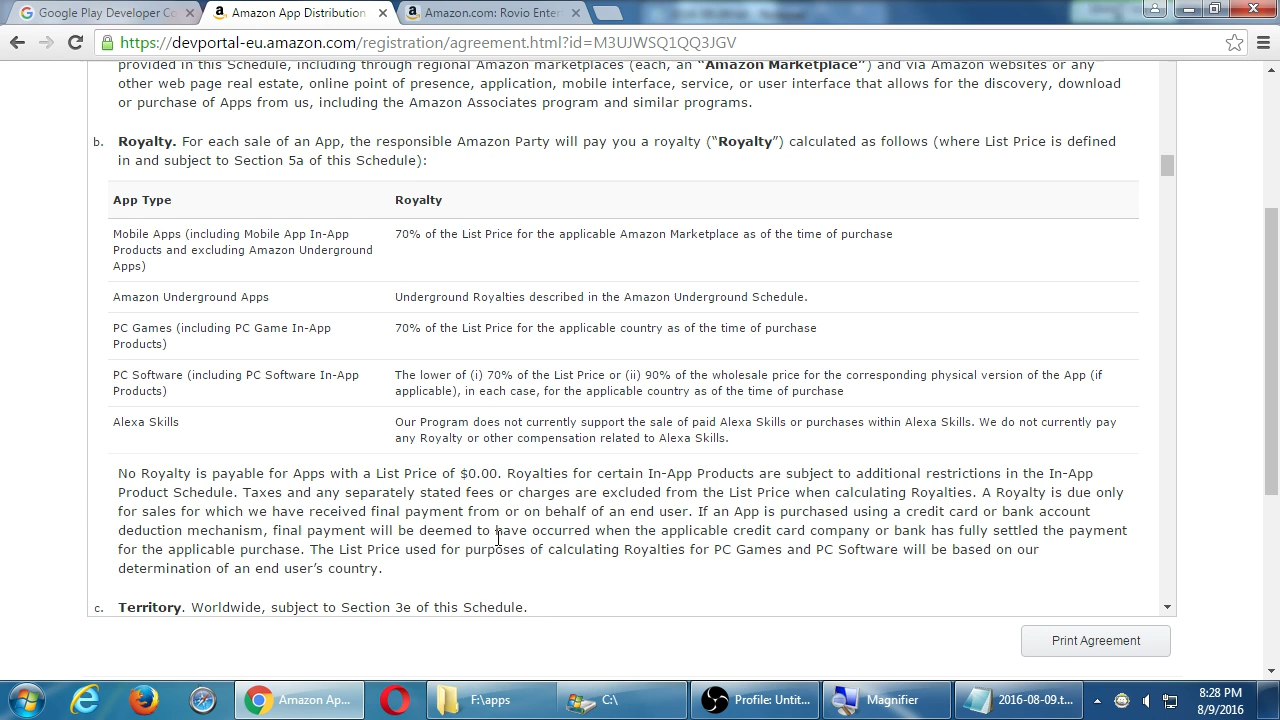 Google Play Developer Co
Amazon App Distribution
Amazon.com: Rovio Enter
https://devportal-eu.amazon.com/registration/agreement.html?id=M3UJWSQ1QQ3JGV
provided in this Schedule, including through regional Amazon marketplaces (each, an “Amazon Marketplace”) and via Amazon websites or any
other web page real estate, online point of presence, application, mobile interface, service, or user interface that allows for the discovery, download
or purchase of Apps from us, including the Amazon Associates program and similar programs.
b. Royalty. For each sale of an App, the responsible Amazon Party will pay you a royalty (“Royalty”) calculated as follows (where List Price is defined
in and subject to Section 5a of this Schedule):
App Type Royalty
Mobile Apps (including Mobile App In-App 70% of the List Price for the applicable Amazon Marketplace as of the time of purchase
Products and excluding Amazon Underground
Apps)
Amazon Underground Apps Underground Royalties described in the Amazon Underground Schedule.
PC Games (including PC Game In-App 70% of the List Price for the applicable country as of the time of purchase
Products)
PC Software (including PC Software In-App The lower of (i) 70% of the List Price or (ii) 90% of the wholesale price for the corresponding physical version of the App (if
Products) applicable), in each case, for the applicable country as of the time of purchase
Alexa Skills Our Program does not currently support the sale of paid Alexa Skills or purchases within Alexa Skills. We do not currently pay
any Royalty or other compensation related to Alexa Skills.
No Royalty is payable for Apps with a List Price of $0.00. Royalties for certain In-App Products are subject to additional restrictions in the In-App
Product Schedule. Taxes and any separately stated fees or charges are excluded from the List Price when calculating Royalties. A Royalty is due only
for sales for which we have received final payment from or on behalf of an end user. If an App is purchased using a credit card or bank account
deduction mechanism, final payment will be deemed to have occurred when the applicable credit card company or bank has fully settled the payment
for the applicable purchase. The List Price used for purposes of calculating Royalties for PC Games and PC Software will be based on our
determination of an end user’s country.
c. Territory. Worldwide, subject to Section 3e of this Schedule.
Print Agreement
Amazon Ap...
F:\apps
C:\
Profile: Untit...
Magnifier
2016-08-09.t...
8:28 PM
8/9/2016